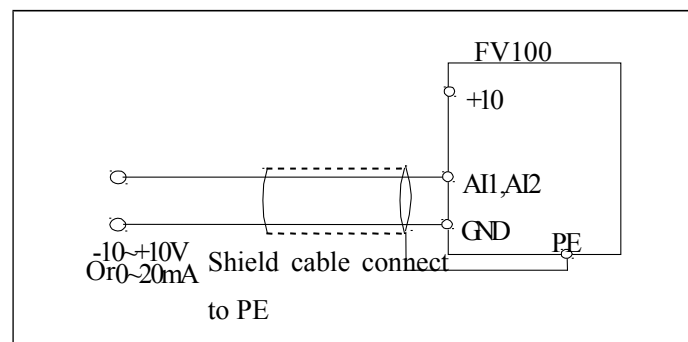 FV100
+10
AI1,AI2
GND
PE
-10~+10V
Or0~20mA
Shield cable connect
to PE